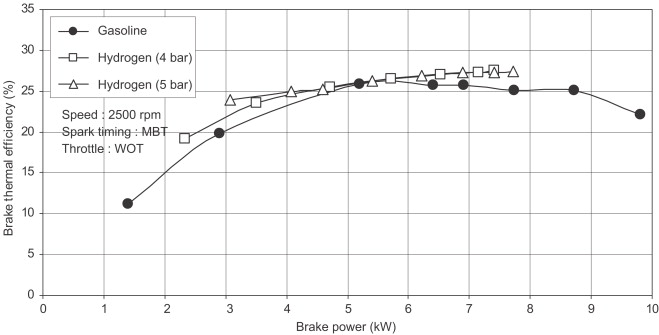 35
30
25
20
15
10
5
0
Brake thermal efficiency (%)
Gasoline
Hydrogen (4 bar)
Hydrogen (5 bar)
Speed : 2500 rpm
Spark timing : MBT
Throttle : WOT
0 1 2 3 4 5 6 7 8 9 10
Brake power (kW)